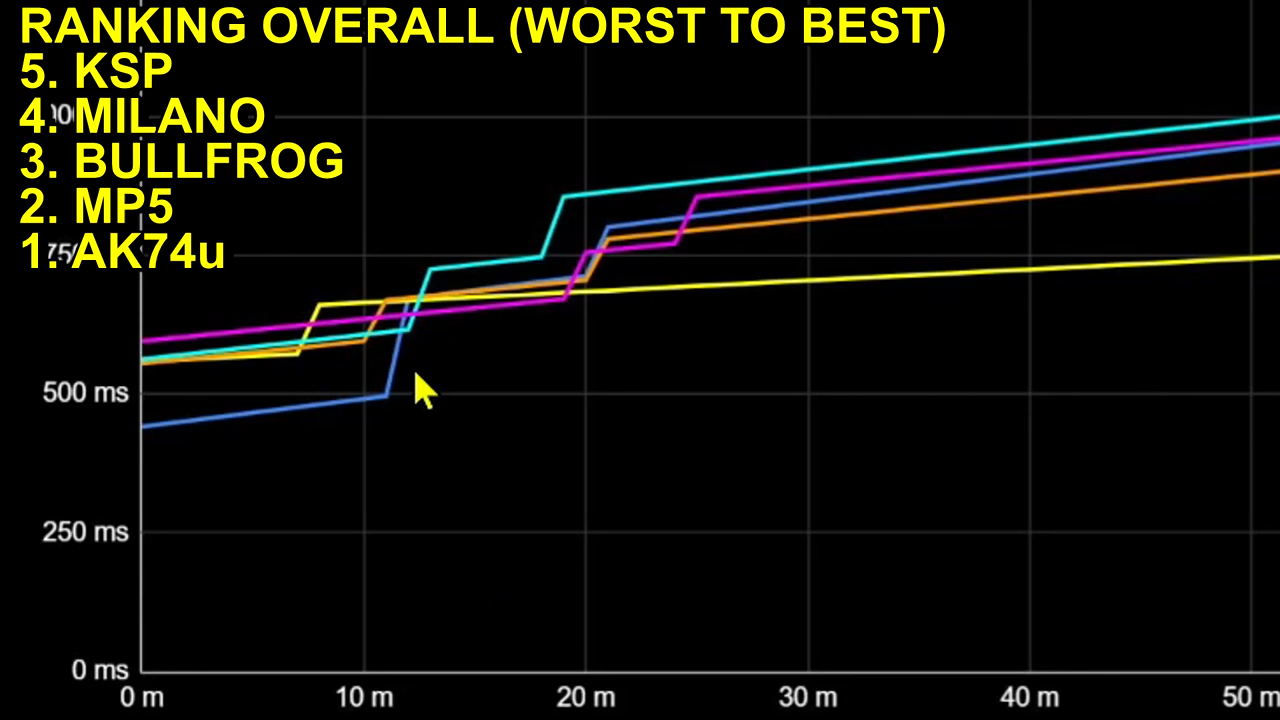 RANKING OVERALL (WORST TO BEST)
5. KSP
4. MILANO
3. BULLFROG
2. MP5
1. AK74u
500 ms
250 ms
0 ms
0 m
10 m
20 m
30 m
40 m
50 m